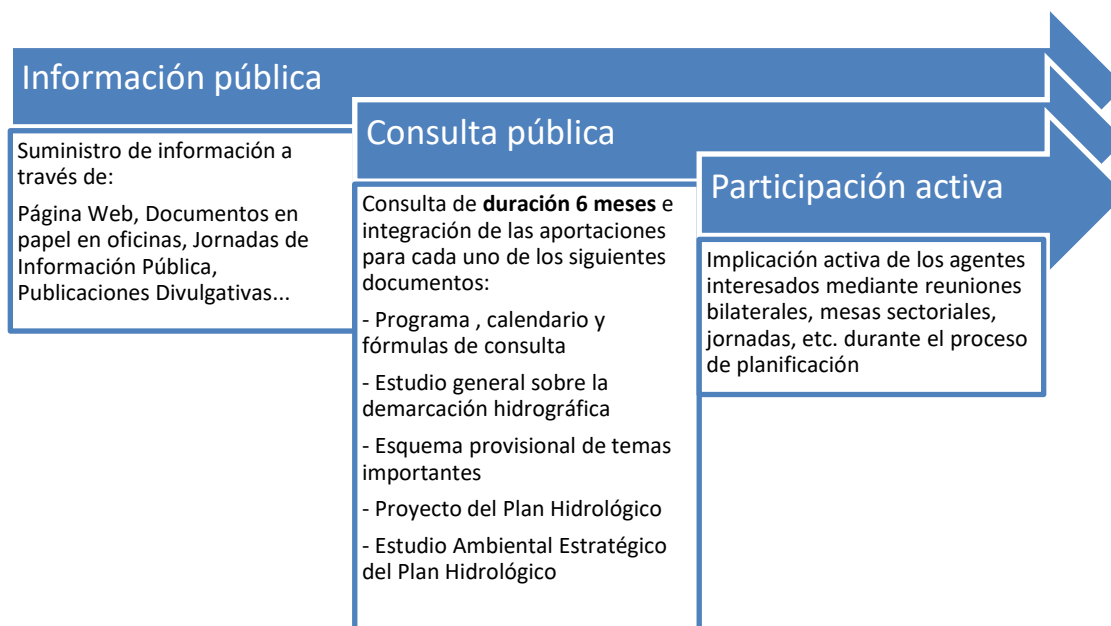 Información pública
Suministro de información a
través de:
Página Web, Documentos en
papel en oficinas, Jornadas de
Información Pública,
Publicaciones Divulgativas...
Consulta pública
Consulta de duración 6 meses e
integración de las aportaciones
para cada uno de los siguientes
documentos:
- Programa , calendario y
fórmulas de consulta
- Estudio general sobre la
demarcación hidrográfica
- Esquema provisional de temas
importantes
- Proyecto del Plan Hidrológico
- Estudio Ambiental Estratégico
del Plan Hidrológico
Participación activa
Implicación activa de los agentes
interesados mediante reuniones
bilaterales, mesas sectoriales,
jornadas, etc. durante el proceso
de planificación